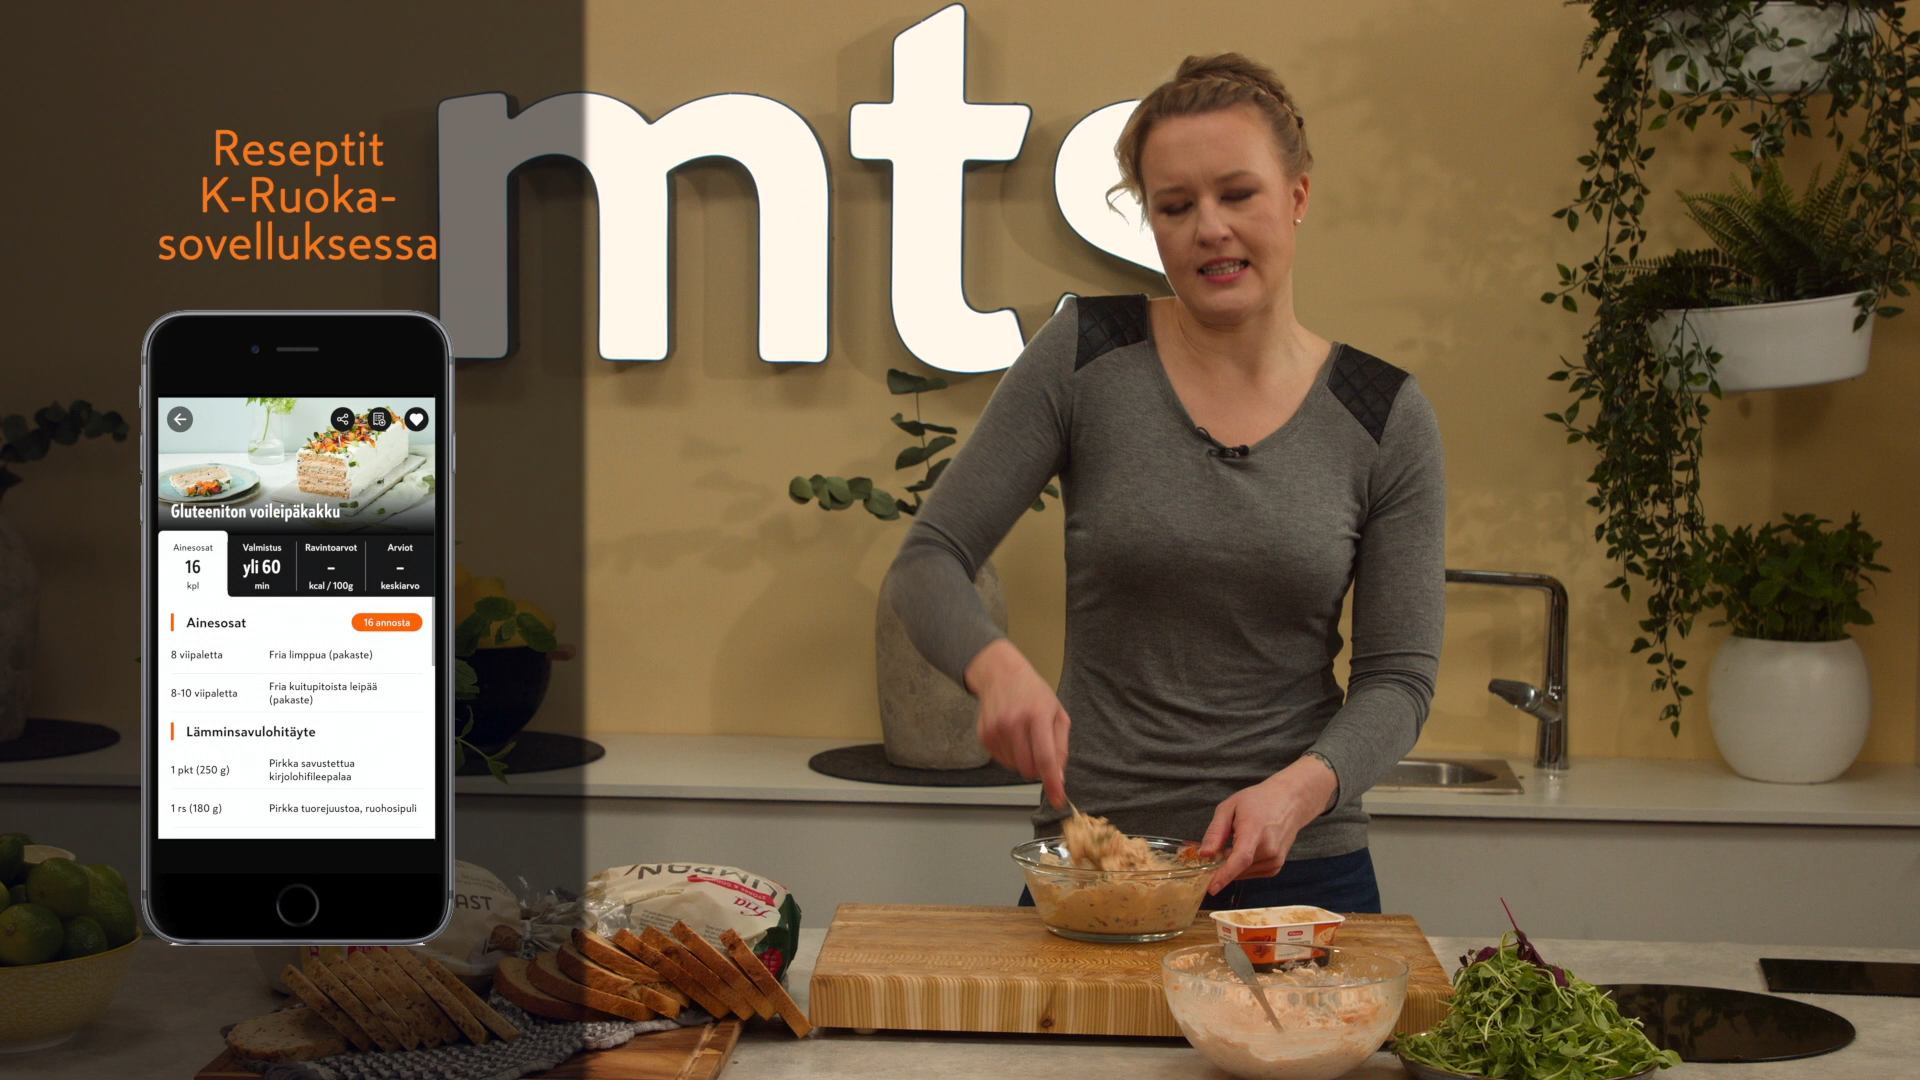 mts
Reseptit
K-Ruoka-
sovelluksessa
Gluteeniton voileipäkakku
Ainesosat
16
kpl
Valmistus
yli 60
min
Ravintoarvot
–
kcal / 100g
Arviot
–
keskiarvo
Ainesosat
16 annosta
8 viipaletta
Fria limppua (pakaste)
8-10 viipaletta
Fria kuitupitoista leipää
(pakaste)
Lämminsavulohitäyte
1 pkt (250 g)
Pirkka savustettua
kirjolohifileepalaa
1 rs (180 g)
Pirkka tuorejuustoa, ruohosipuli
LIMPAN
fria